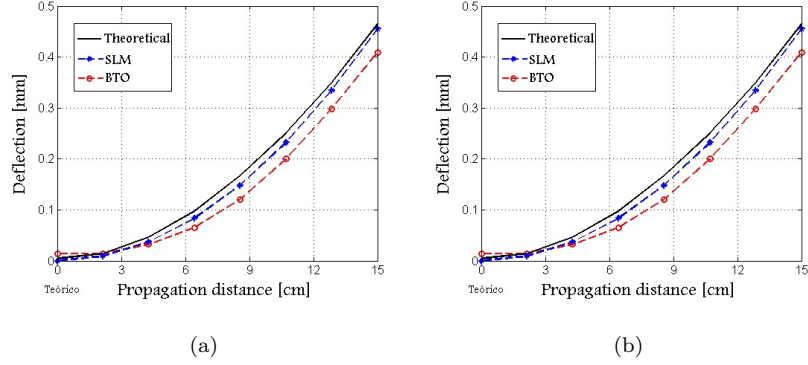 0.5
0.4
0.3
0.2
0.1
0
Deflection [mm]
Theoretical
SLM
BTO
0 3 6 9 12 15
Teórico
Propagation distance [cm]
(a)
0.5
0.4
0.3
0.2
0.1
0
Deflection [mm]
Theoretical
SLM
BTO
0 3 6 9 12 15
Teórico
Propagation distance [cm]
(b)